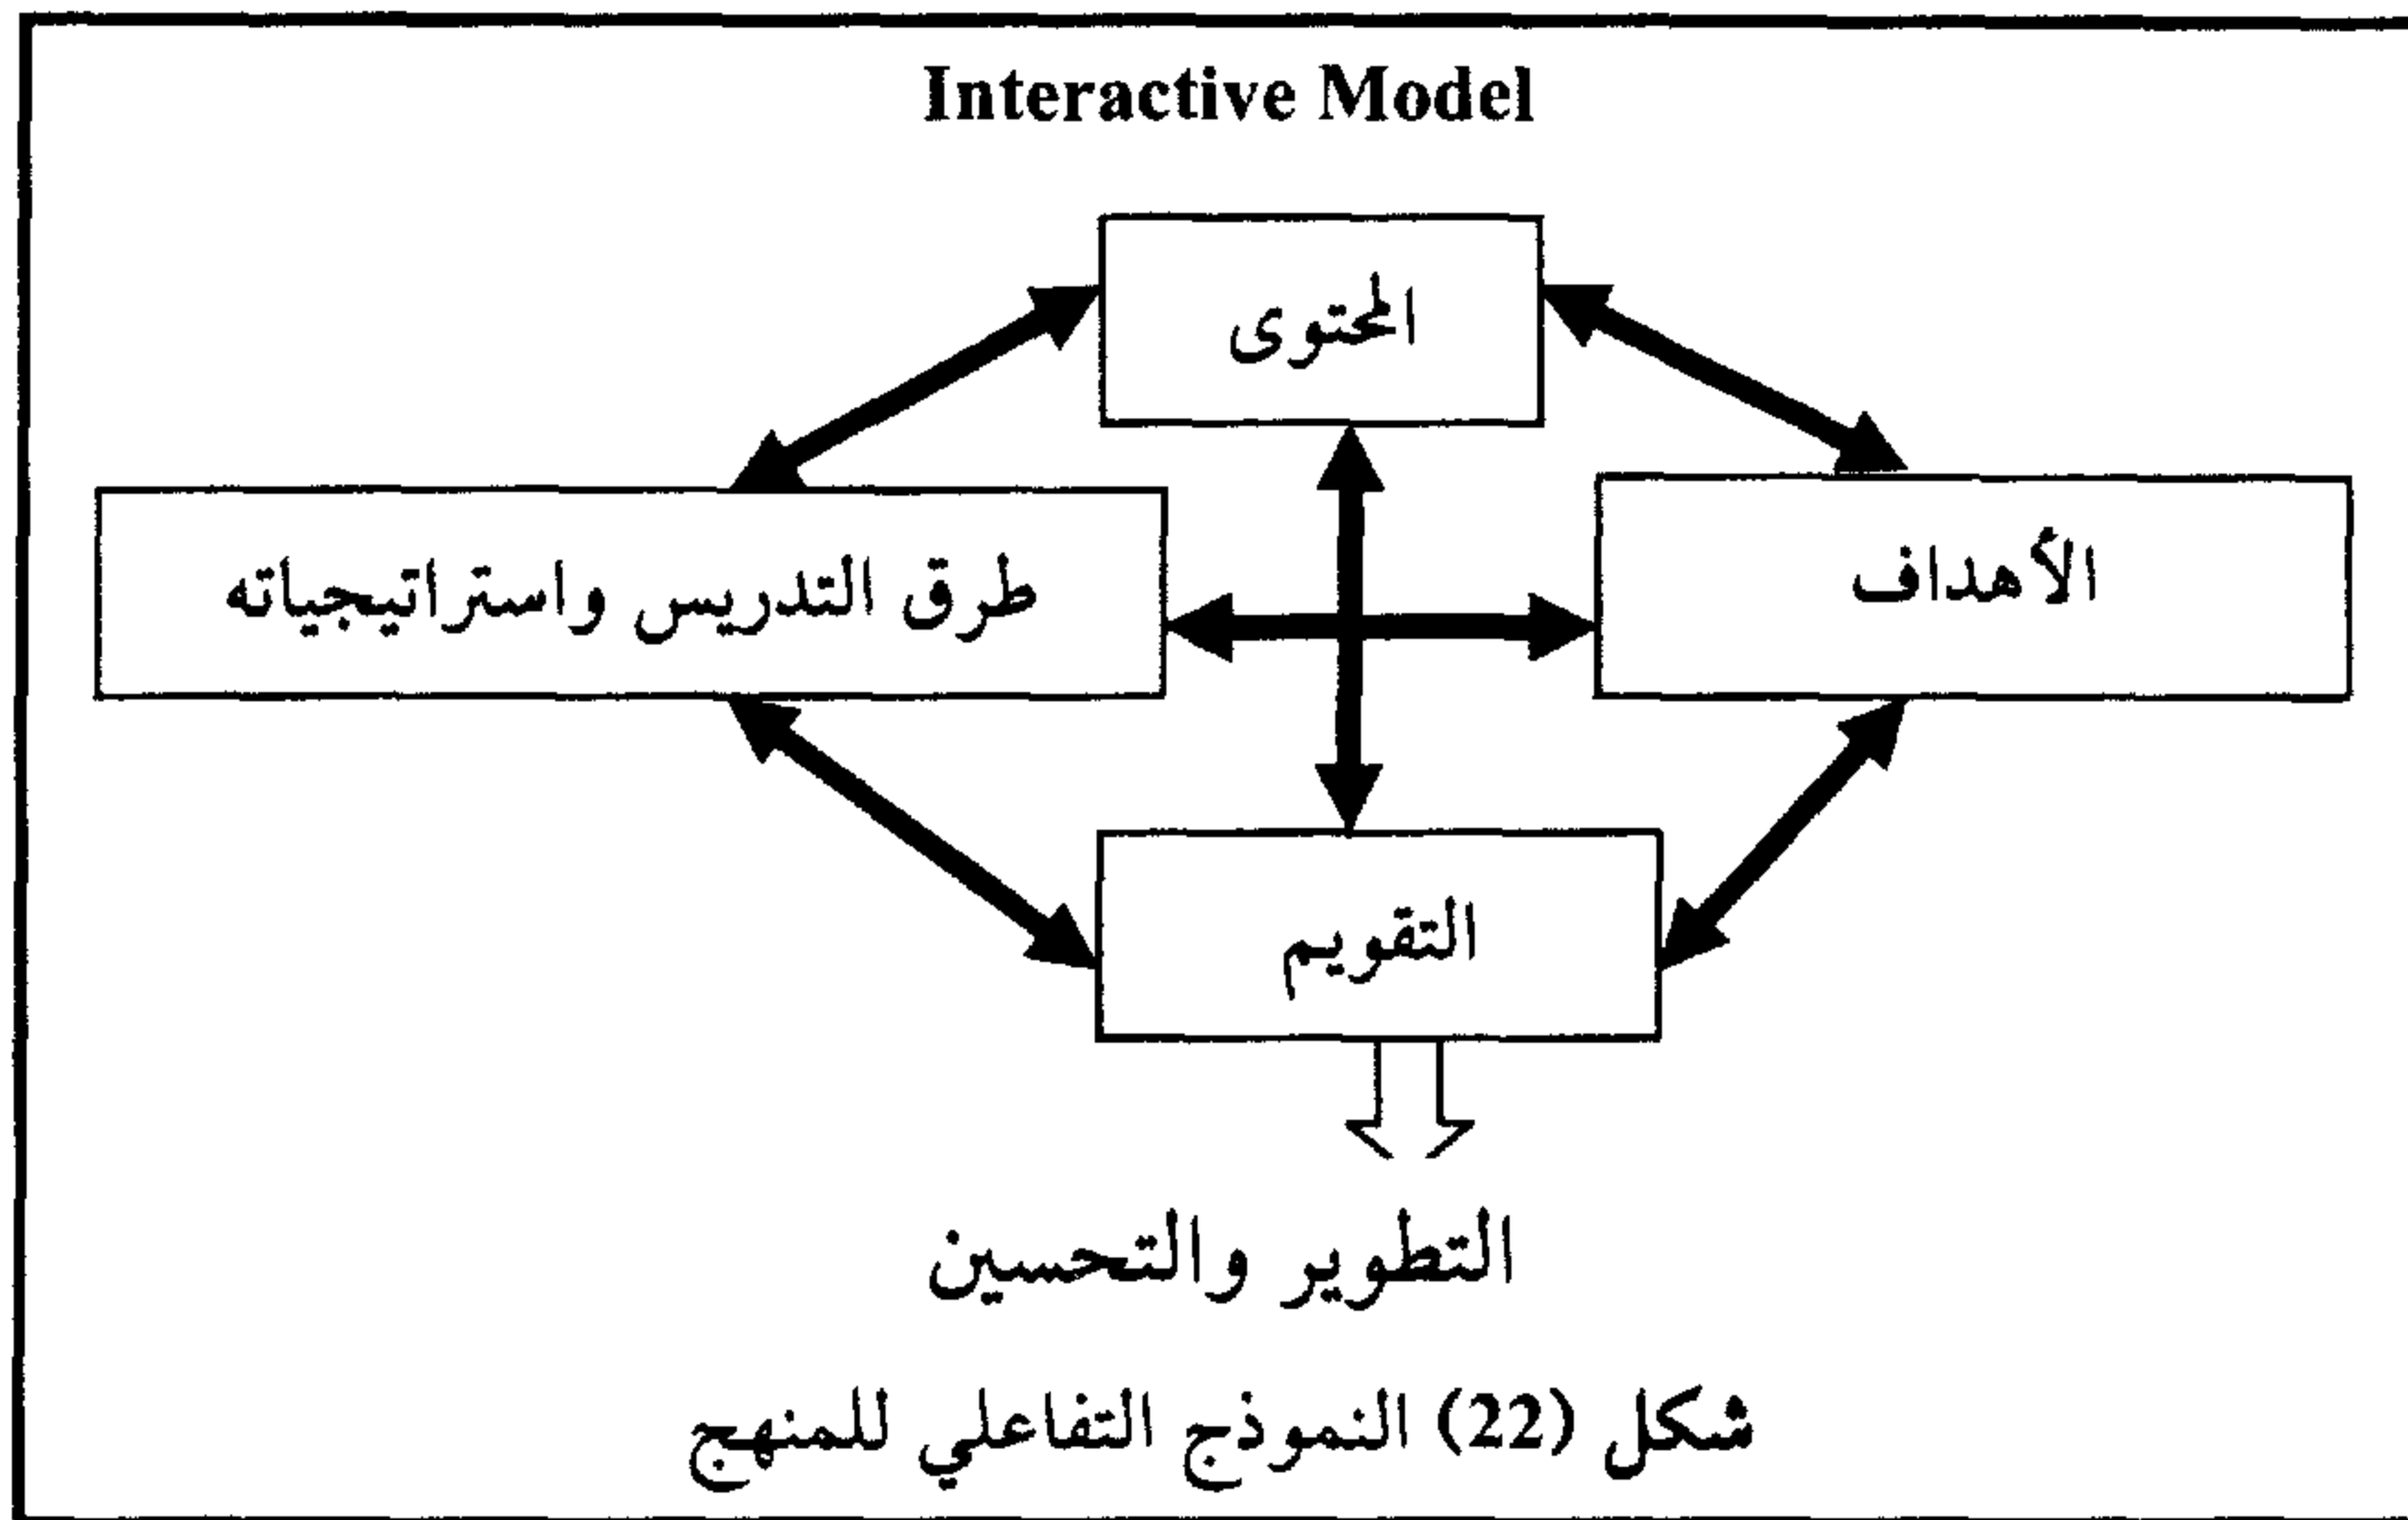 Interactive Model
المحتوى
الأهداف
طرق التدريس واستراتيجياته
التقويم
التطوير والتحسين
شكل (22) النموذج التفاعلي للمنهج